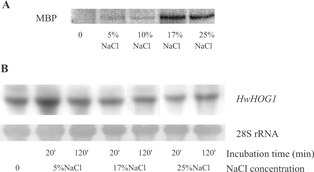 A
MBP
0 5% 10% 17% 25%
NaCl NaCl NaCl NaCl
B
HwHOG1
28S rRNA
20' 120' 20' 120' 20' 120' Incubation time (min)
0 5%NaCl 17%NaCl 25%NaCl NaCl concentration